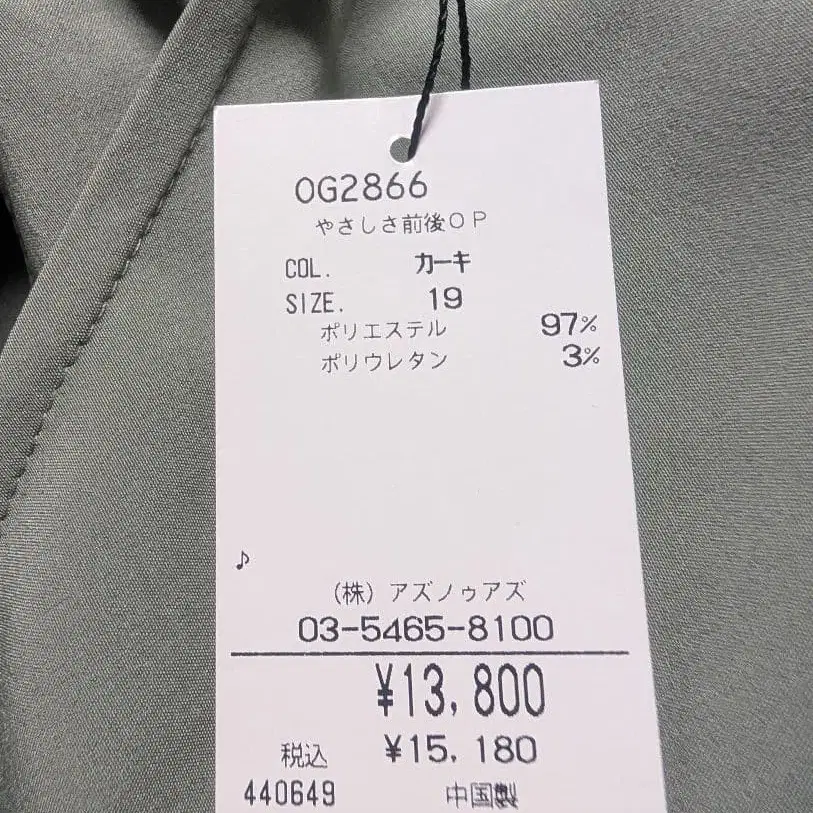 OG2866
やさしさ前後OP
COL. カーキ
SIZE. 19
ポリエステル 97%
ポリウレタン 3%
♪
(株)アズノゥアズ
03-5465-8100
¥13,800
税込 ¥15,180
440649 中国製